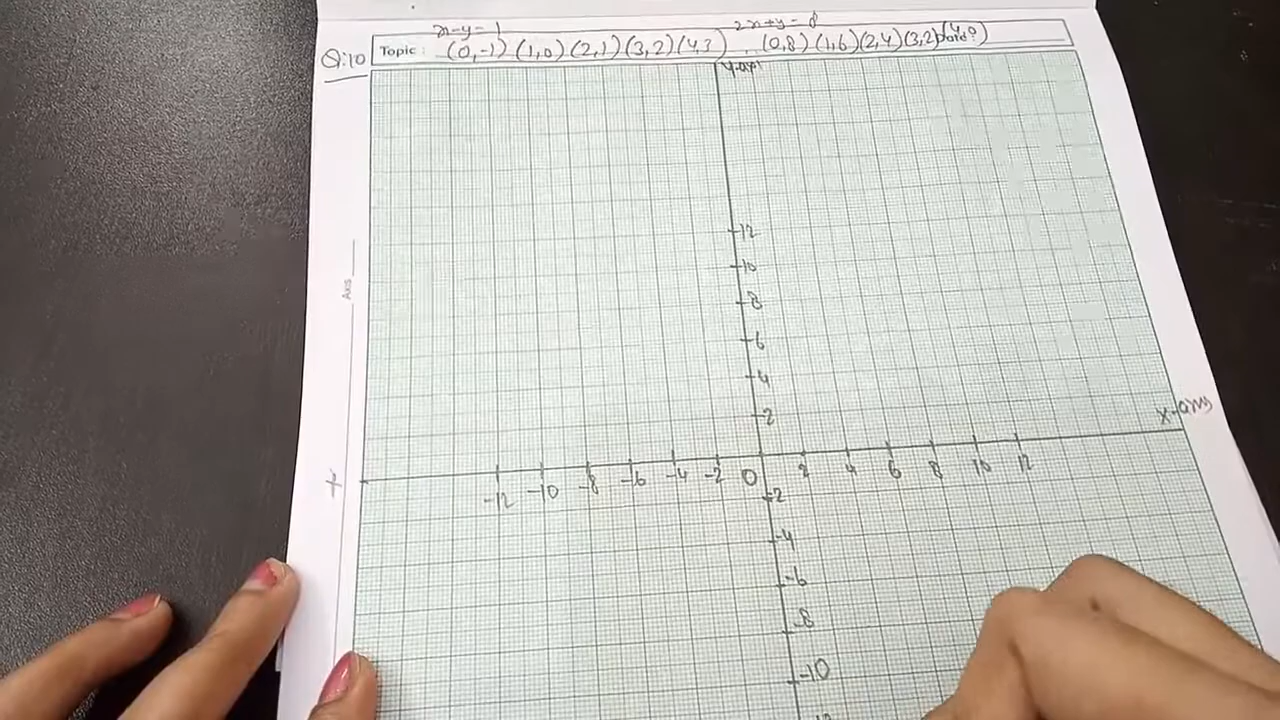 x-y=1 2x+y=8
Q:10 Topic: (0,-1) (1,0) (2,1) (3,2) (4,3), (0,8) (1,6) (2,4) (3,2)
Y-axi
12
10
8
6
4
2
X-axis
Axis
-12 -10 -8 -6 -4 -2 0 2 4 6 8 10 12
-2
-4
-6
-8
-10